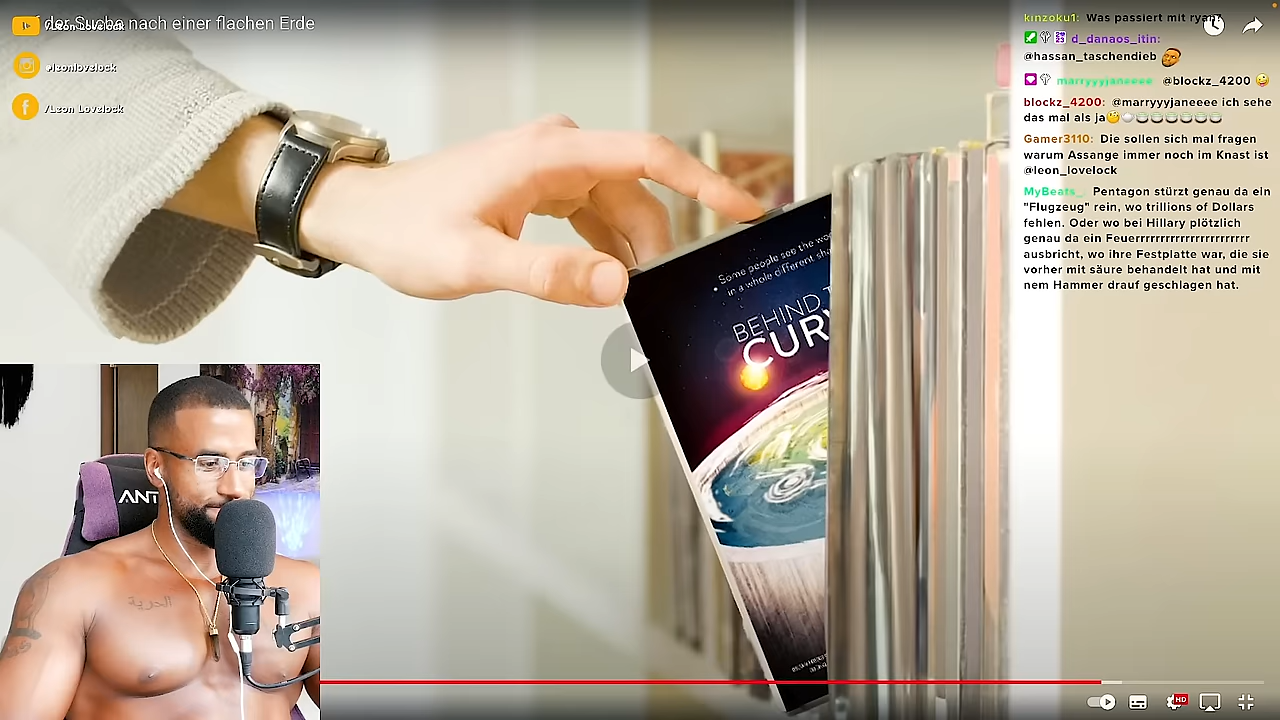 der Suche nach einer flachen Erde
/Leon Lovelock
leonlovelock
/Leon Lovelock
kinzoku1: Was passiert mit ryan?
d_danaos_itin:
@hassan_taschendieb
marryyyjaneeee @blockz_4200
blockz_4200: @marryyyjaneeee ich sehe
das mal als ja
Gamer3110: Die sollen sich mal fragen
warum Assange immer noch im Knast ist
@leon_lovelock
MyBeats_ Pentagon stürzt genau da ein
"Flugzeug" rein, wo trillions of Dollars
fehlen. Oder wo bei Hillary plötzlich
genau da ein Feuerrrrrrrrrrrrrrrrrrrrrr
ausbricht, wo ihre Festplatte war, die sie
vorher mit säure behandelt hat und mit
nem Hammer drauf geschlagen hat.
Some people see the
in a whole different
BEHIND
CURV
ANT
الحرية
HD